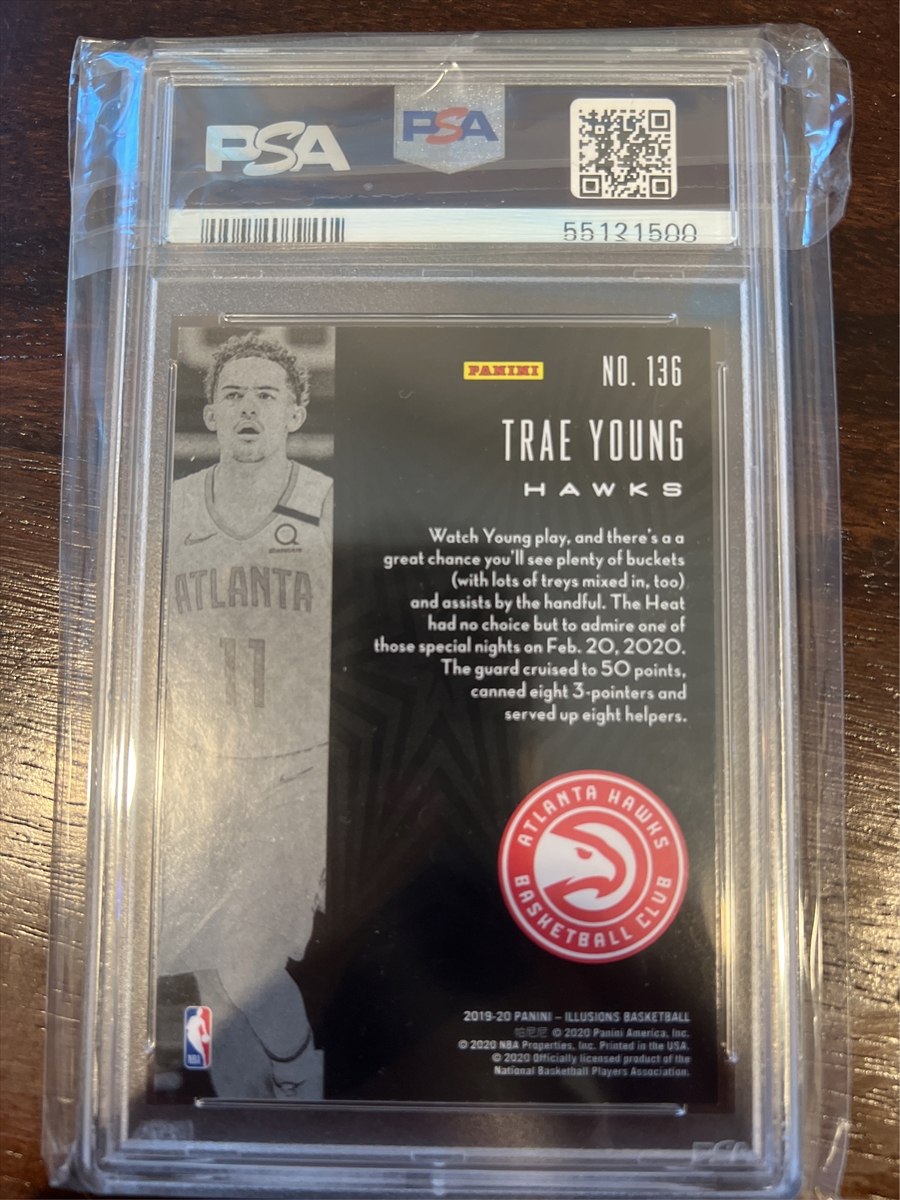 PSA
PSA
55121500
PANINI
NO. 136
TRAE YOUNG
HAWKS
Watch Young play, and there's a a
great chance you'll see plenty of buckets
(with lots of treys mixed in, too)
and assists by the handful. The Heat
had no choice but to admire one of
those special nights on Feb. 20, 2020.
The guard cruised to 50 points,
canned eight 3-pointers and
served up eight helpers.
ATLANTA
11
ATLANTA HAWKS
BASKETBALL CLUB
2019-20 PANINI – ILLUSIONS BASKETBALL
帕尼尼 © 2020 Panini America, Inc.
© 2020 NBA Properties, Inc. Printed in the USA.
© 2020 Officially licensed product of the
National Basketball Players Association.
NBA
PSA